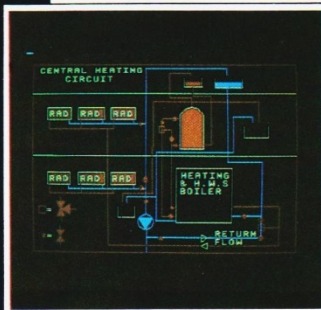 CENTRAL HEATING
CIRCUIT
RAD RAD RAD
RAD RAD RAD
HEATING
& H.W.S
BOILER
RETURN
FLOW